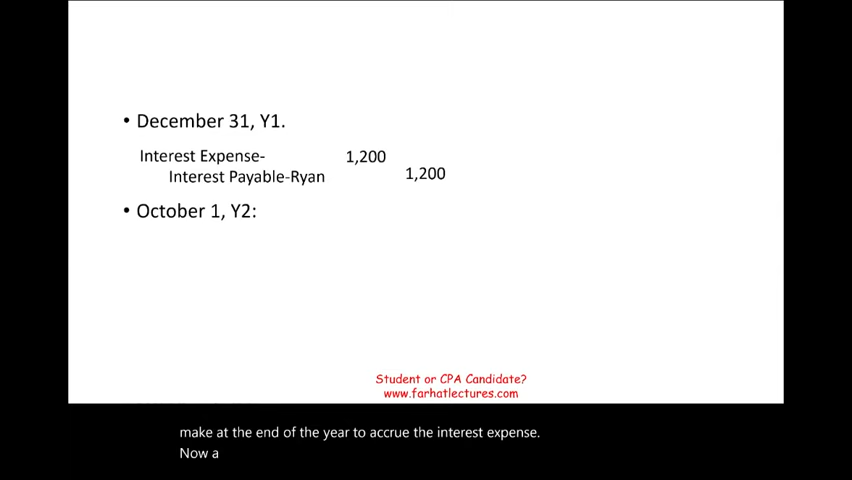 • December 31, Y1.
Interest Expense- 1,200
Interest Payable-Ryan 1,200
• October 1, Y2:
Student or CPA Candidate?
www.farhatlectures.com
make at the end of the year to accrue the interest expense.
Now a